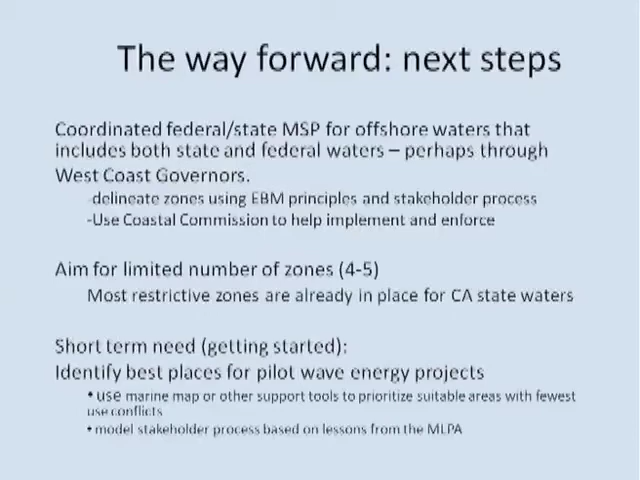 The way forward: next steps
Coordinated federal/state MSP for offshore waters that
includes both state and federal waters – perhaps through
West Coast Governors.
-delineate zones using EBM principles and stakeholder process
-Use Coastal Commission to help implement and enforce
Aim for limited number of zones (4-5)
Most restrictive zones are already in place for CA state waters
Short term need (getting started):
Identify best places for pilot wave energy projects
• use marine map or other support tools to prioritize suitable areas with fewest
use conflicts
• model stakeholder process based on lessons from the MLPA